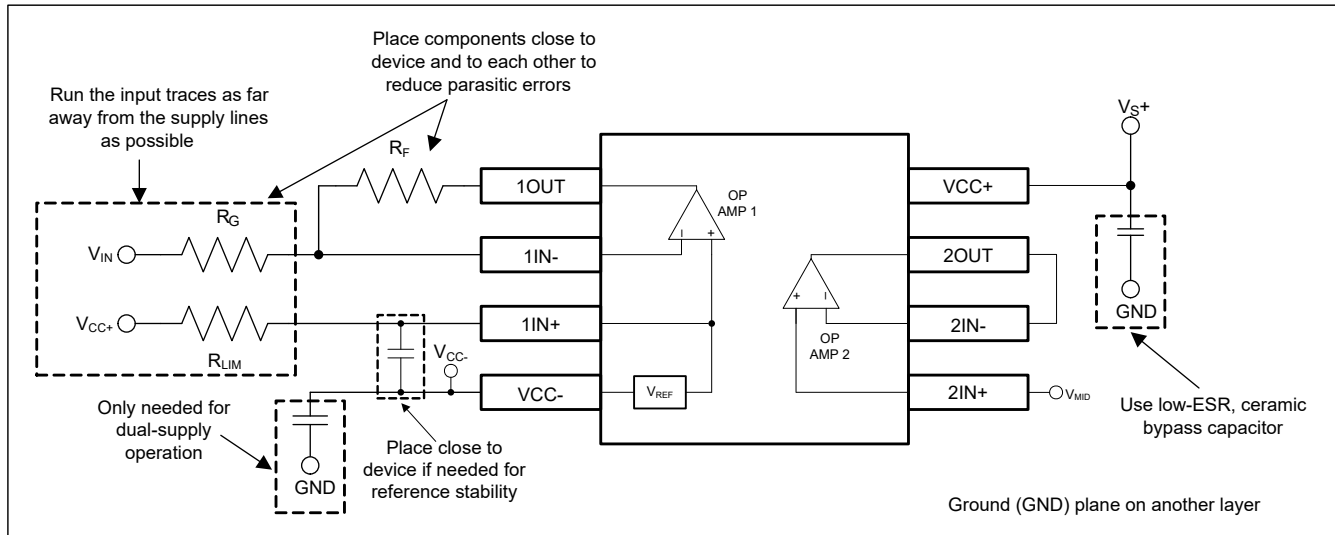 Place components close to
device and to each other to
reduce parasitic errors
Run the input traces as far
away from the supply lines
as possible
VS+
RF
1OUT
OP
AMP 1
VCC+
RG
VIN
1IN-
− +
2OUT
+ −
GND
VCC+
1IN+
2IN-
RLIM
OP
AMP 2
VCC-
VCC-
VREF
2IN+
VMID
Only needed for
dual-supply
operation
GND
Place close to
device if needed for
reference stability
Use low-ESR, ceramic
bypass capacitor
Ground (GND) plane on another layer